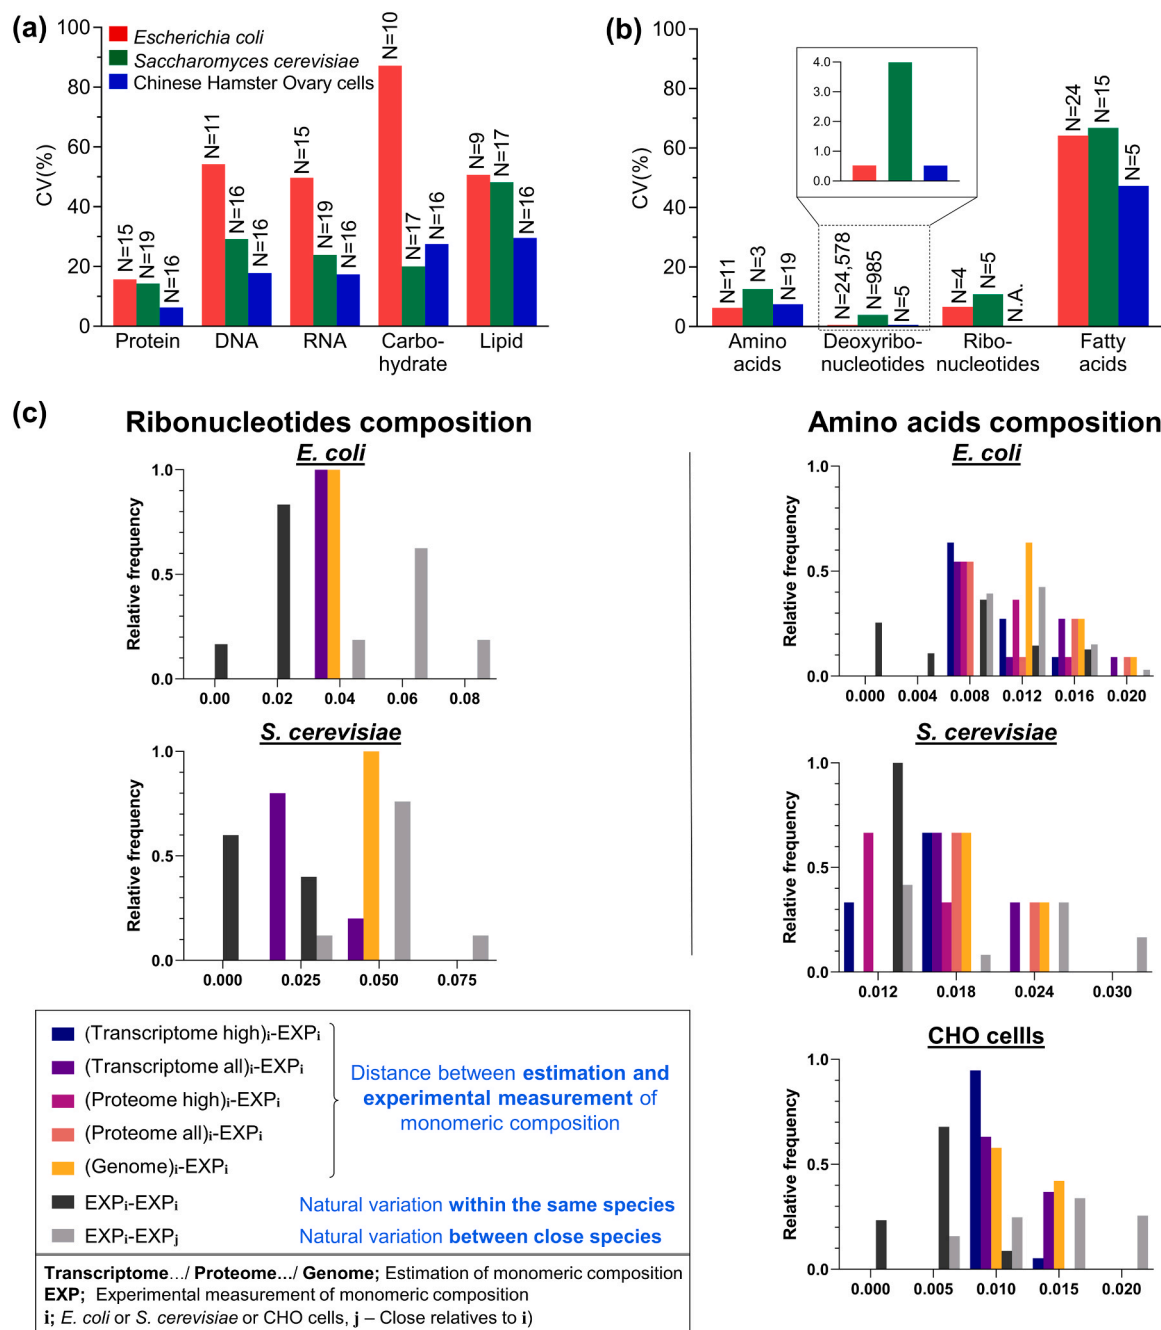 (a)
100
80
60
40
20
0
CV(%)
Escherichia coli
Saccharomyces cerevisiae
Chinese Hamster Ovary cells
N=15
N=19
N=16
N=11
N=16
N=16
N=15
N=19
N=16
N=10
N=17
N=16
N=9
N=17
N=16
Protein
DNA
RNA
Carbo-
hydrate
Lipid
(b)
100
80
60
40
20
0
CV(%)
4.0
3.0
2.0
1.0
0.0
N=11
N=3
N=19
N=24,578
N=985
N=5
N=4
N=5
N.A.
N=24
N=15
N=5
Amino
acids
Deoxyribo-
nucleotides
Ribo-
nucleotides
Fatty
acids
(c)
Ribonucleotides composition
E. coli
Relative frequency
1.0
0.5
0.0
0.00 0.02 0.04 0.06 0.08
S. cerevisiae
Relative frequency
1.0
0.5
0.0
0.000 0.025 0.050 0.075
Amino acids composition
E. coli
Relative frequency
1.0
0.5
0.0
0.000 0.004 0.008 0.012 0.016 0.020
S. cerevisiae
Relative frequency
1.0
0.5
0.0
0.012 0.018 0.024 0.030
CHO cellls
Relative frequency
1.0
0.5
0.0
0.000 0.005 0.010 0.015 0.020
(Transcriptome high)i-EXPi
(Transcriptome all)i-EXPi
(Proteome high)i-EXPi
(Proteome all)i-EXPi
(Genome)i-EXPi
Distance between estimation and
experimental measurement of
monomeric composition
EXPi-EXPi Natural variation within the same species
EXPi-EXPj Natural variation between close species
Transcriptome.../ Proteome.../ Genome; Estimation of monomeric composition
EXP; Experimental measurement of monomeric composition
i; E. coli or S. cerevisiae or CHO cells, j – Close relatives to i)